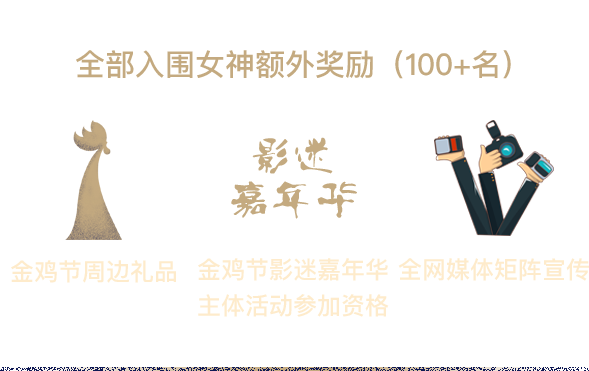 全部入围女神额外奖励（100+名）
影迷
嘉年华
金鸡节周边礼品
金鸡节影迷嘉年华
主体活动参加资格
全网媒体矩阵宣传